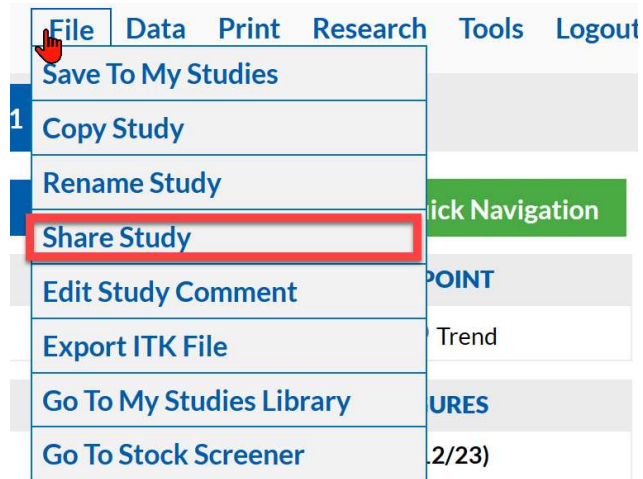 File Data Print Research Tools Logout
Save To My Studies
1
Copy Study
Rename Study
ick Navigation
Share Study
POINT
Edit Study Comment
Trend
Export ITK File
Go To My Studies Library
URES
Go To Stock Screener
2/23)